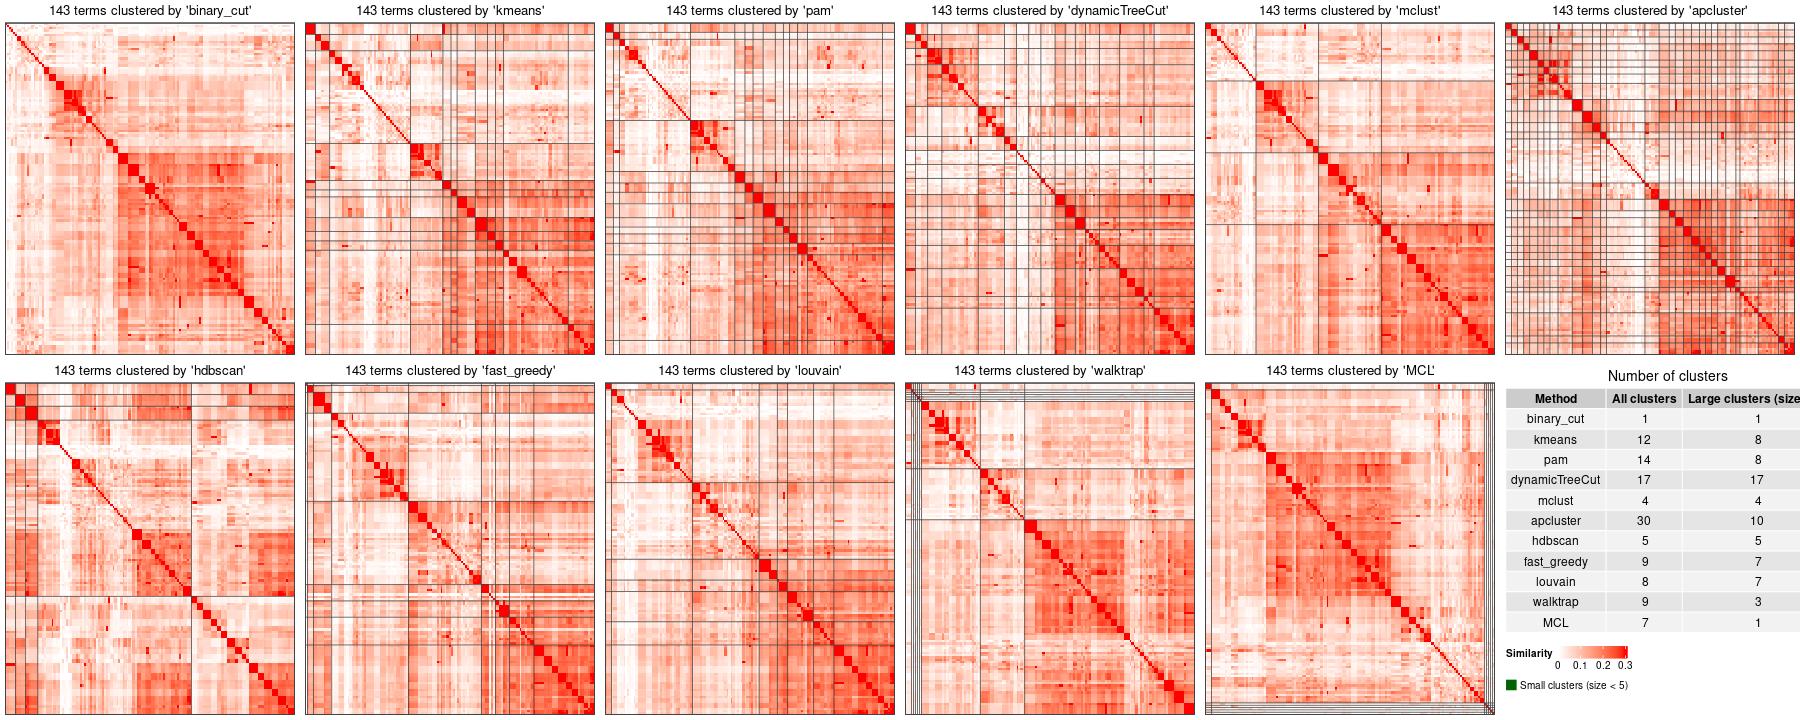 143 terms clustered by 'binary_cut'
143 terms clustered by 'kmeans'
143 terms clustered by 'pam'
143 terms clustered by 'dynamicTreeCut'
143 terms clustered by 'mclust'
143 terms clustered by 'apcluster'
143 terms clustered by 'hdbscan'
143 terms clustered by 'fast_greedy'
143 terms clustered by 'louvain'
143 terms clustered by 'walktrap'
143 terms clustered by 'MCL'
Number of clusters
Method All clusters Large clusters (size
binary_cut 1 1
kmeans 12 8
pam 14 8
dynamicTreeCut 17 17
mclust 4 4
apcluster 30 10
hdbscan 5 5
fast_greedy 9 7
louvain 8 7
walktrap 9 3
MCL 7 1
Similarity
0 0.1 0.2 0.3
Small clusters (size < 5)